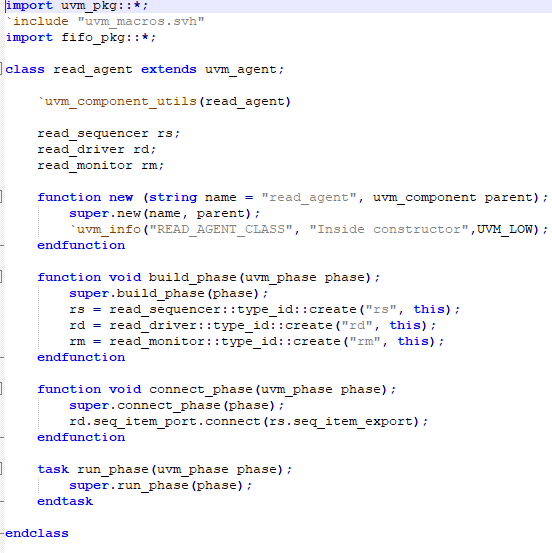 import uvm_pkg::*;
`include "uvm_macros.svh"
import fifo_pkg::*;
class read_agent extends uvm_agent;
`uvm_component_utils(read_agent)
read_sequencer rs;
read_driver rd;
read_monitor rm;
function new (string name = "read_agent", uvm_component parent);
super.new(name, parent);
`uvm_info("READ_AGENT_CLASS", "Inside constructor",UVM_LOW);
endfunction
function void build_phase(uvm_phase phase);
super.build_phase(phase);
rs = read_sequencer::type_id::create("rs", this);
rd = read_driver::type_id::create("rd", this);
rm = read_monitor::type_id::create("rm", this);
endfunction
function void connect_phase(uvm_phase phase);
super.connect_phase(phase);
rd.seq_item_port.connect(rs.seq_item_export);
endfunction
task run_phase(uvm_phase phase);
super.run_phase(phase);
endtask
endclass